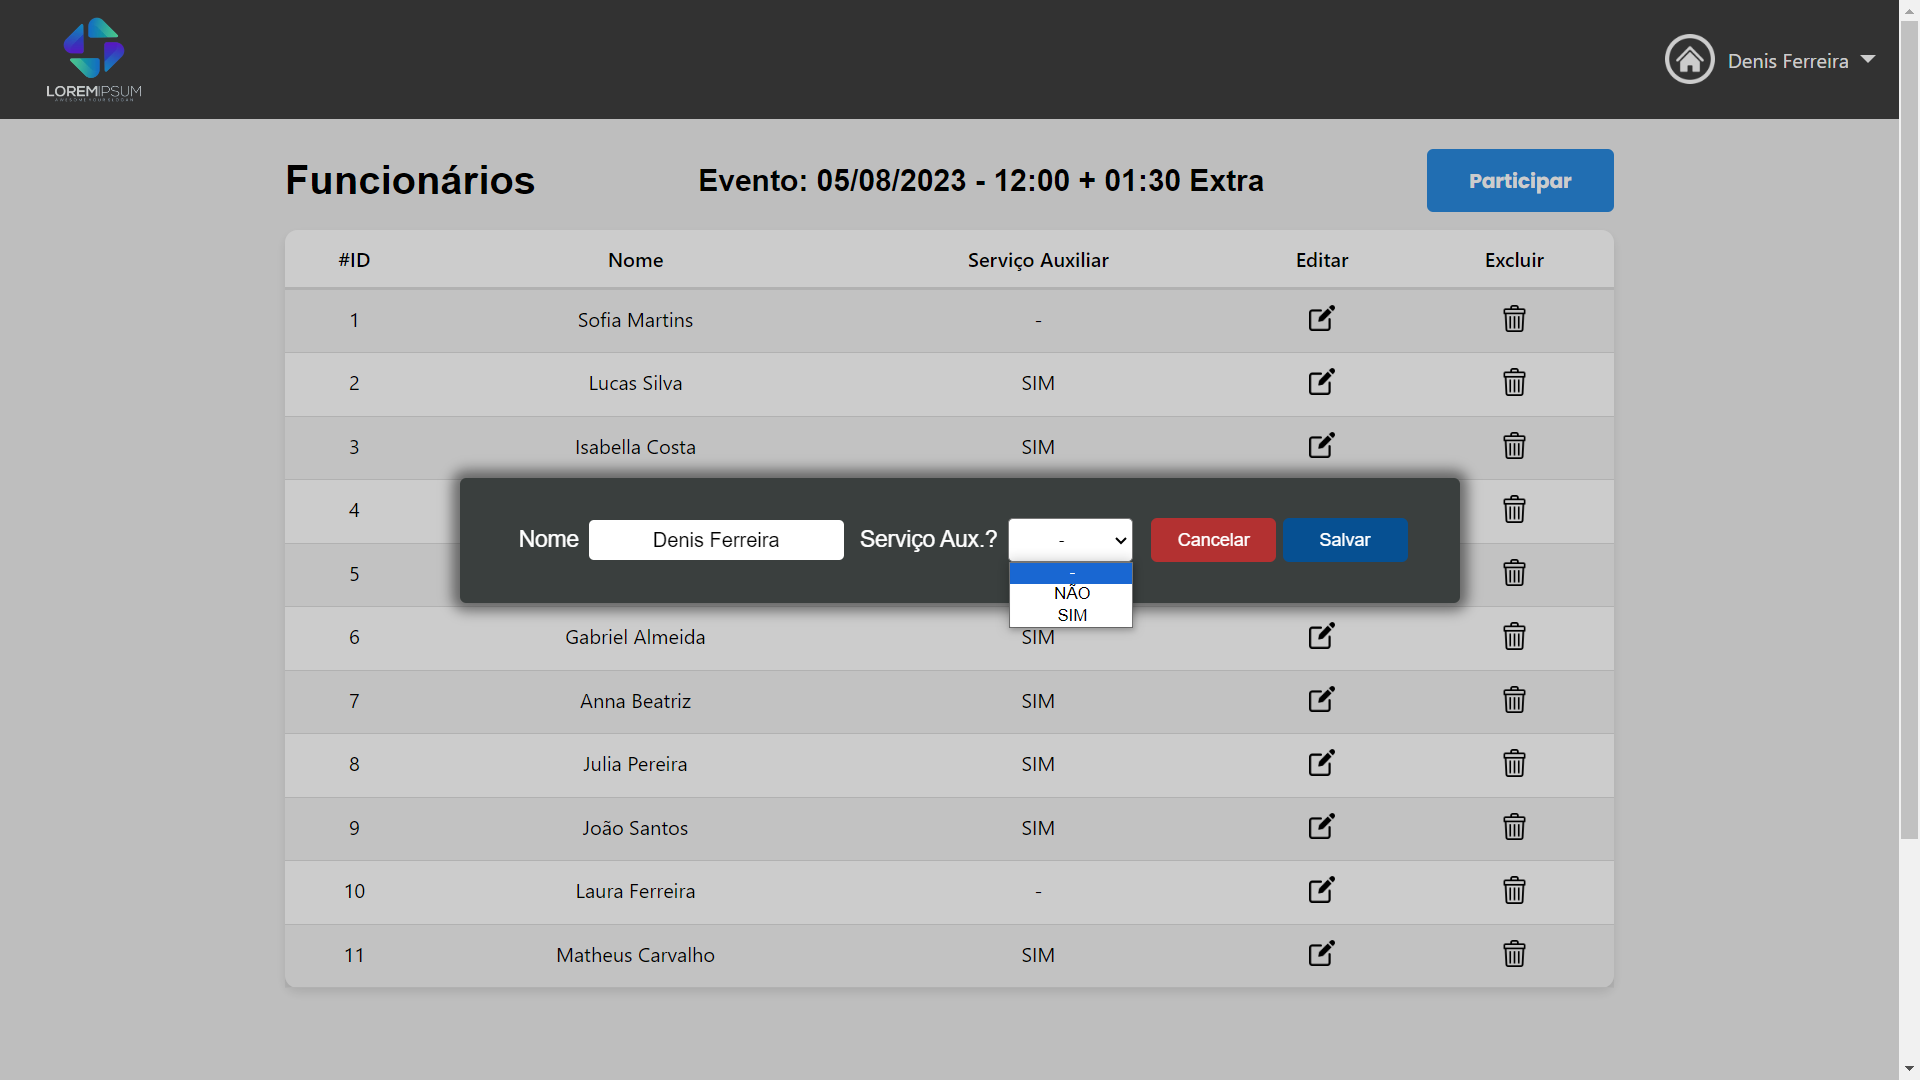 LOREMIPSUM
Denis Ferreira
Funcionários
Evento: 05/08/2023 - 12:00 + 01:30 Extra
Participar
#ID Nome Serviço Auxiliar Editar Excluir
1 Sofia Martins -
2 Lucas Silva SIM
3 Isabella Costa SIM
4
Nome Denis Ferreira Serviço Aux.? - Cancelar Salvar
-
5
NÃO
SIM
6 Gabriel Almeida SIM
7 Anna Beatriz SIM
8 Julia Pereira SIM
9 João Santos SIM
10 Laura Ferreira -
11 Matheus Carvalho SIM